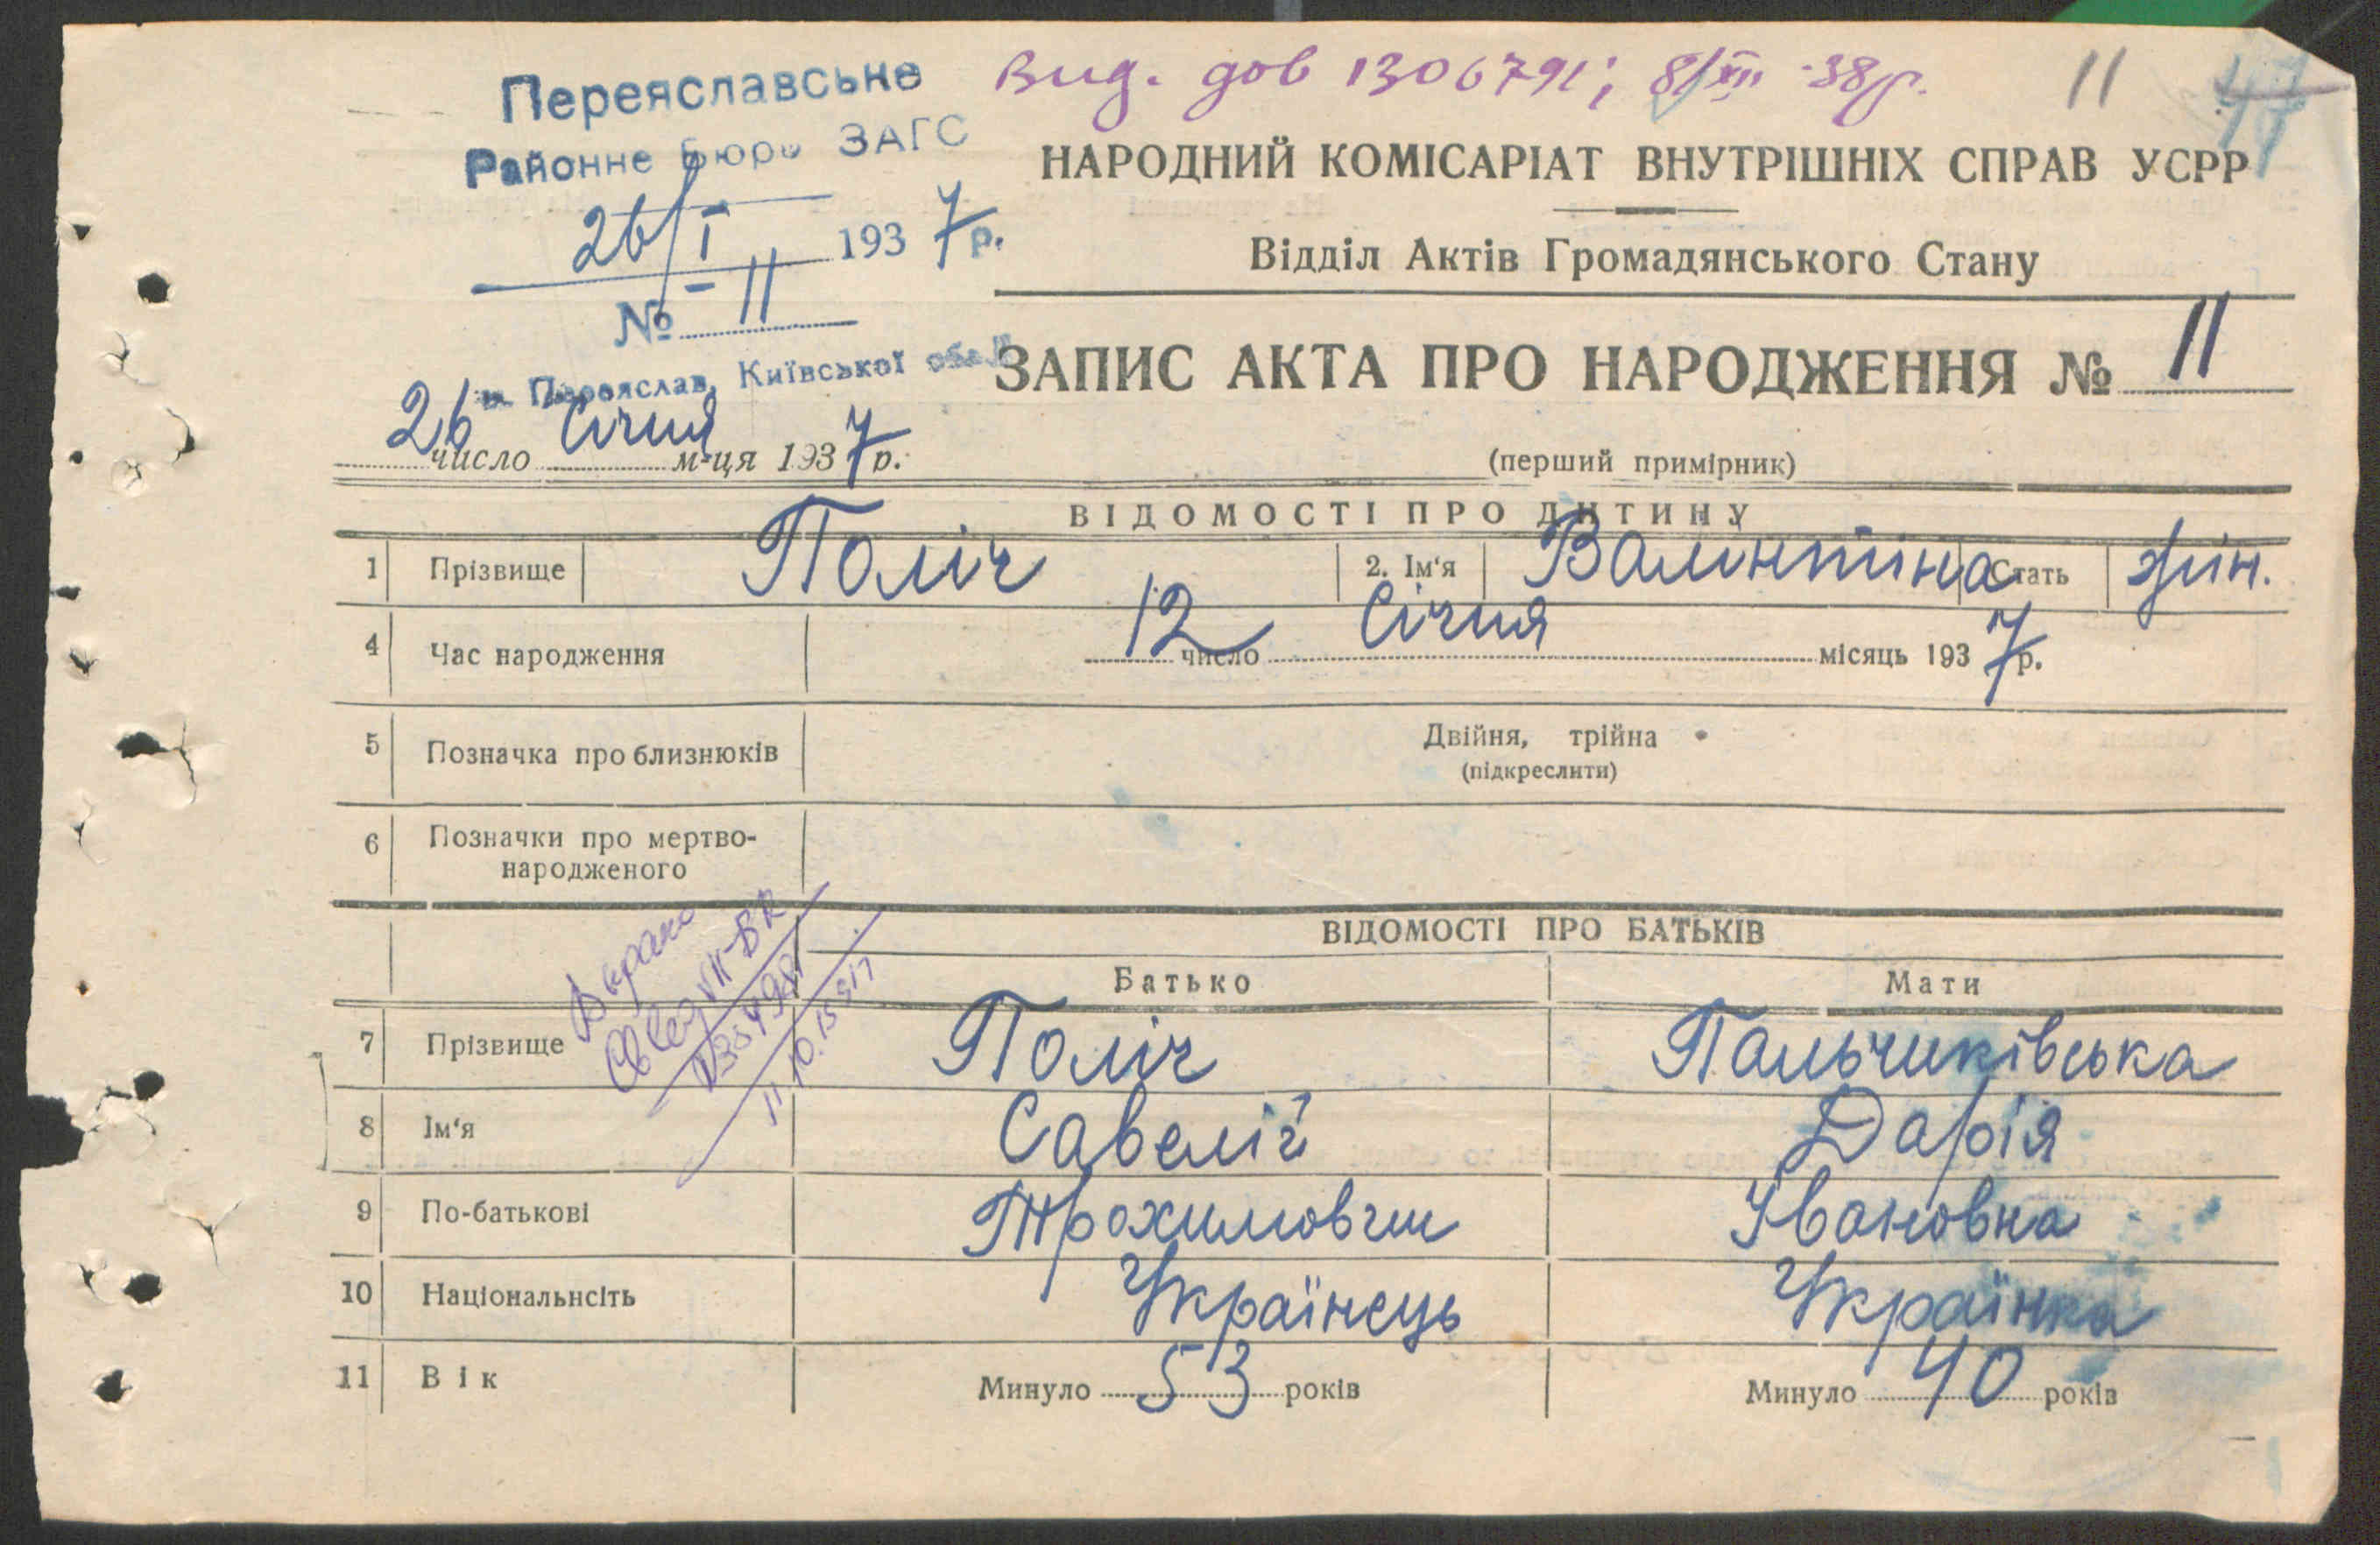 Переяславське
Районне Бюро ЗАГС
26/I 1937 р.
№ 11
м. Переяслав, Київської обл.
Вид. дов 1306791; 8/XII -38 р.
11
47
НАРОДНИЙ КОМІСАРІАТ ВНУТРІШНІХ СПРАВ УСРР
Відділ Актів Громадянського Стану
ЗАПИС АКТА ПРО НАРОДЖЕННЯ № 11
26 число Січня м-ця 1937 р.
(перший примірник)
ВІДОМОСТІ ПРО ДИТИНУ
1 Прізвище Поліч 2. Ім‘я Валінтіна Стать жін.
4 Час народження 12 число Січня місяць 1937 р.
5 Позначка про близнюків Двійня, трійна
(підкреслити)
6 Позначки про мертво-
народженого
ВІДОМОСТІ ПРО БАТЬКІВ
Батько Мати
7 Прізвище Поліч Пальчиківська
8 Ім‘я Савелій Дарія
9 По-батькові Трохимович Івановна
10 Національнсіть Українець Українка
11 Вік Минуло 53 років Минуло 40 років